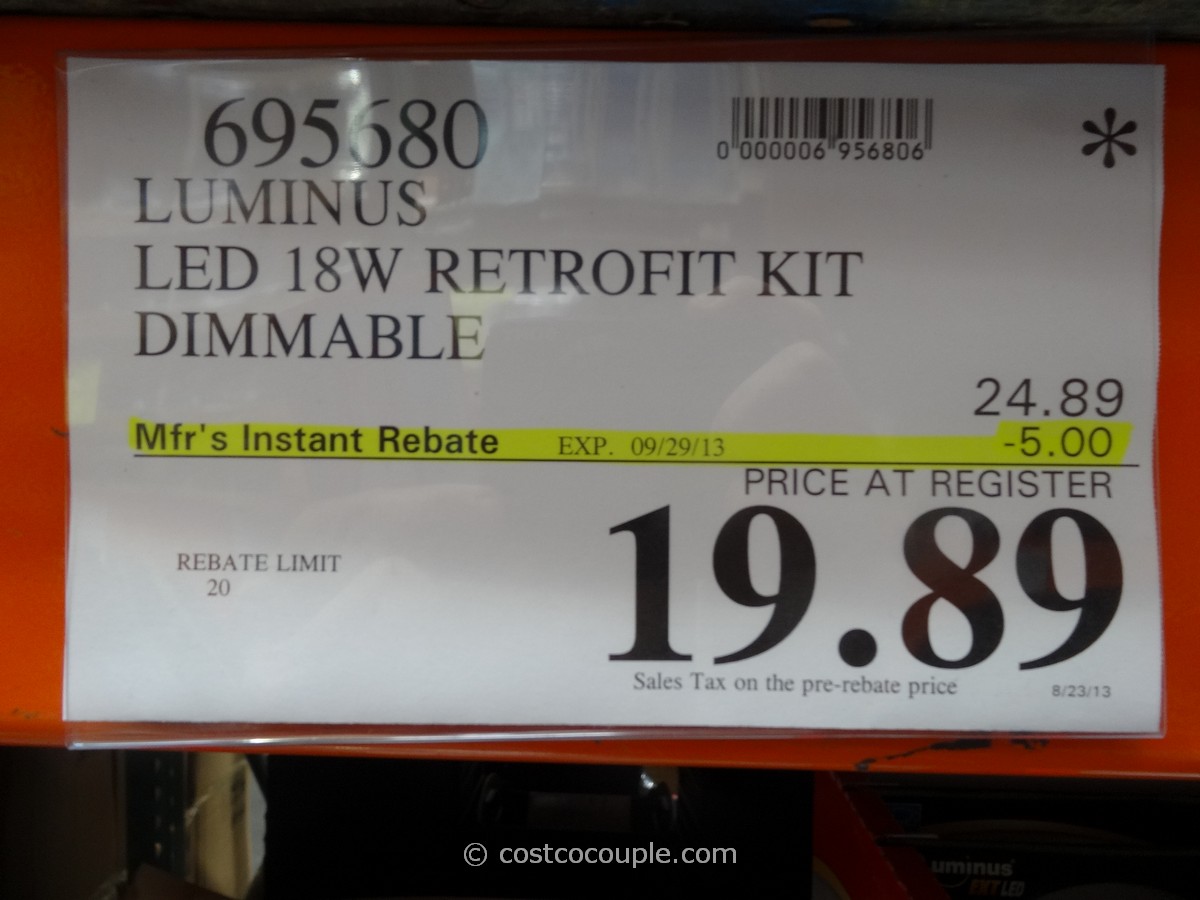 695680
0 000006 956806
*
LUMINUS
LED 18W RETROFIT KIT
DIMMABLE
24.89
Mfr's Instant Rebate EXP. 09/29/13 -5.00
PRICE AT REGISTER
19.89
REBATE LIMIT
20
Sales Tax on the pre-rebate price
8/23/13
© costcocouple.com
uminus
LED